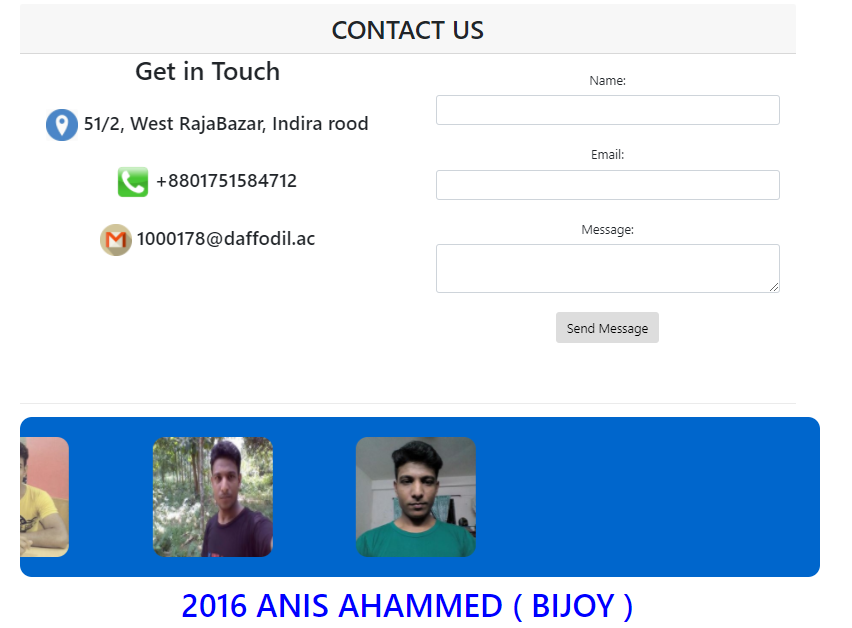 CONTACT US
Get in Touch
51/2, West RajaBazar, Indira rood
+8801751584712
1000178@daffodil.ac
Name:
Email:
Message:
Send Message
2016 ANIS AHAMMED ( BIJOY )